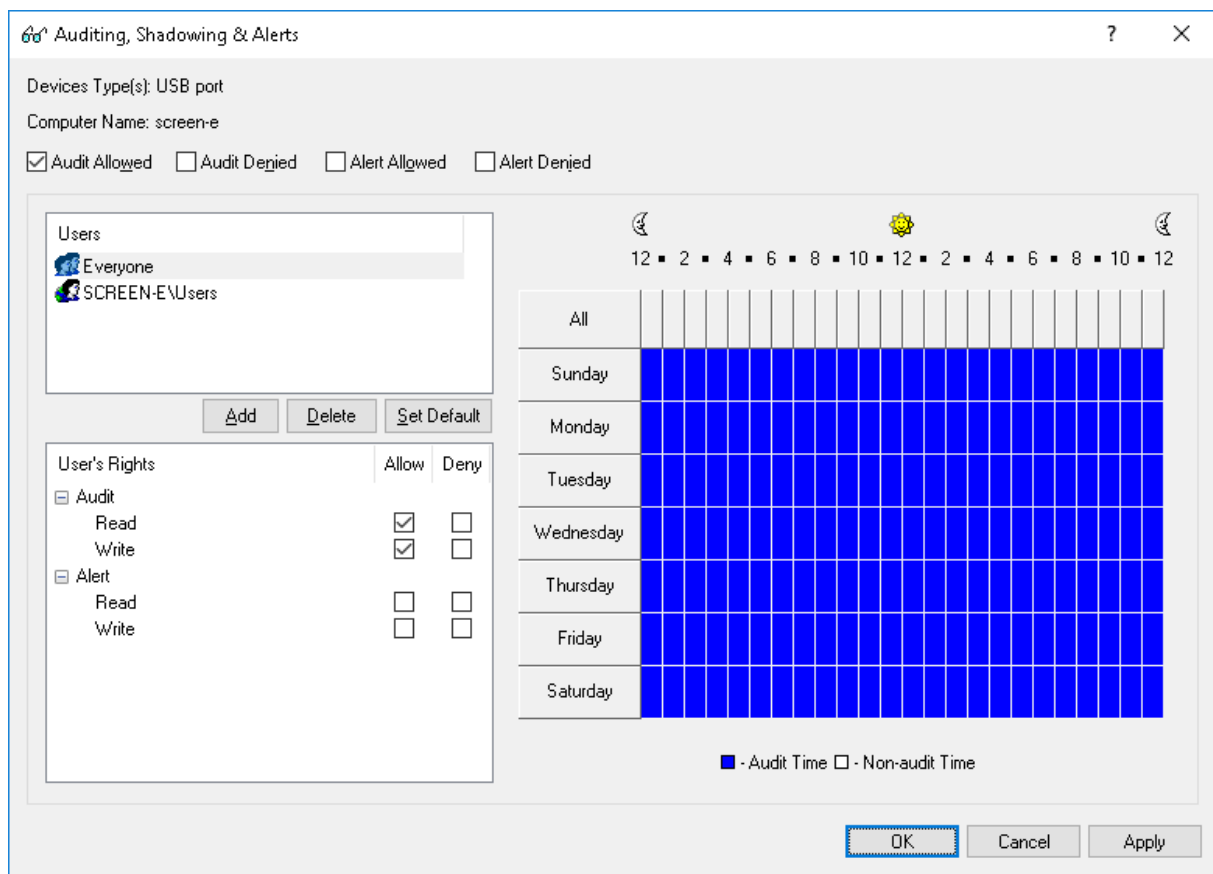 Auditing, Shadowing & Alerts
Devices Type(s): USB port
Computer Name: screen-e
Audit Allowed Audit Denied Alert Allowed Alert Denied
Users
Everyone
SCREEN-E\Users
Add Delete Set Default
User's Rights Allow Deny
Audit
Read
Write
Alert
Read
Write
12 2 4 6 8 10 12 2 4 6 8 10 12
All
Sunday
Monday
Tuesday
Wednesday
Thursday
Friday
Saturday
- Audit Time - Non-audit Time
OK Cancel Apply